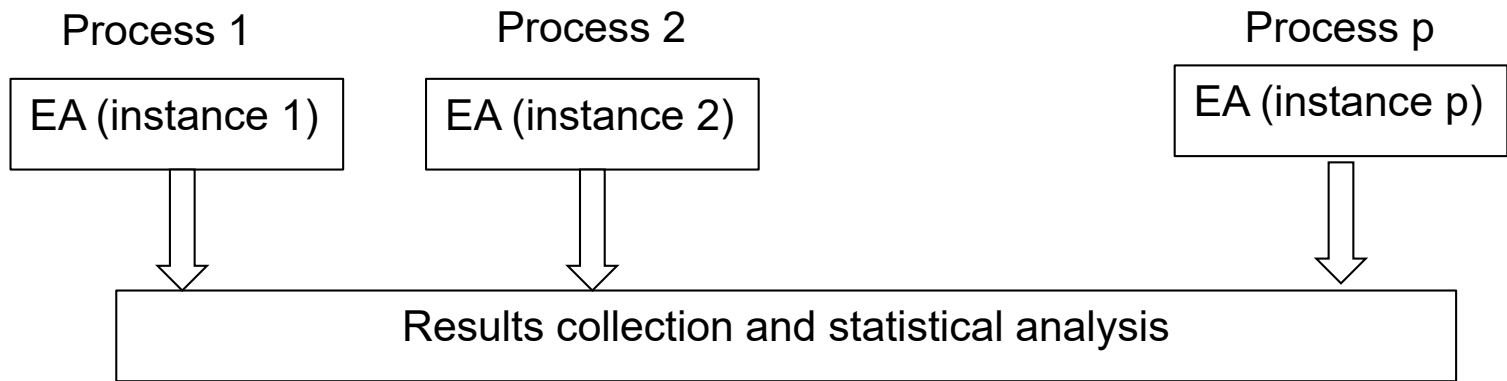 Process 1
Process 2
Process p
EA (instance 1)
EA (instance 2)
EA (instance p)
Results collection and statistical analysis